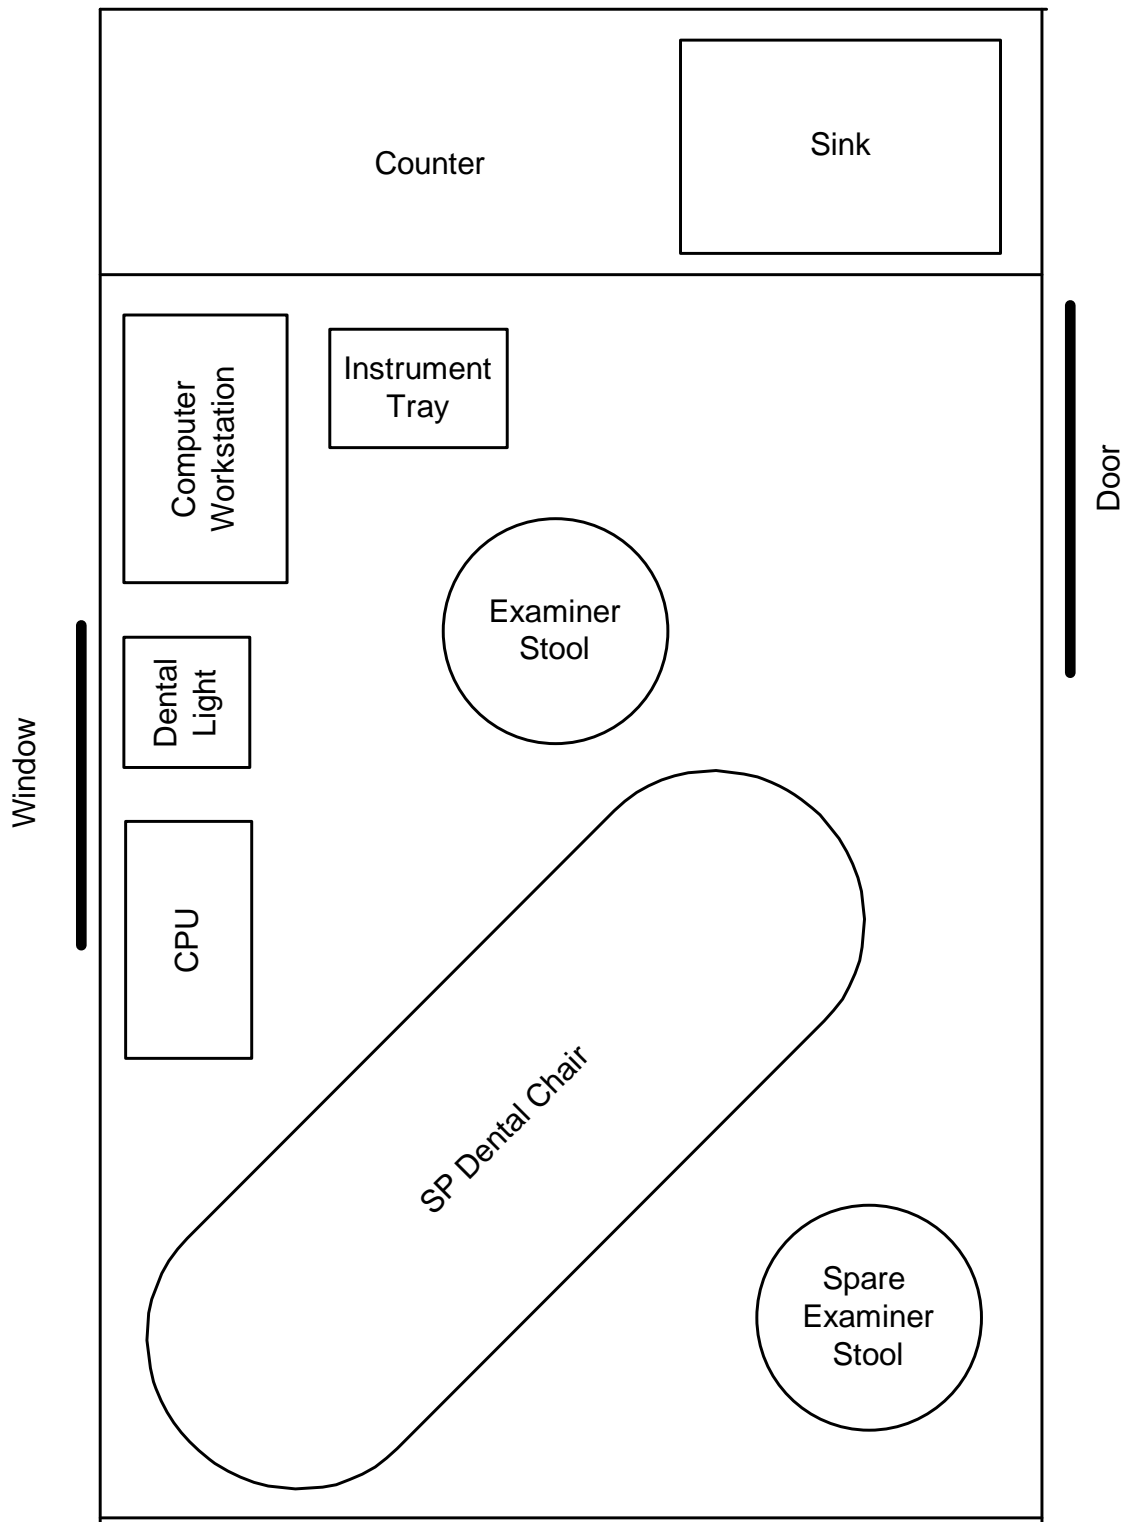 Counter
Sink
Computer
Workstation
Instrument
Tray
Door
Examiner
Stool
Dental
Light
Window
CPU
SP Dental Chair
Spare
Examiner
Stool